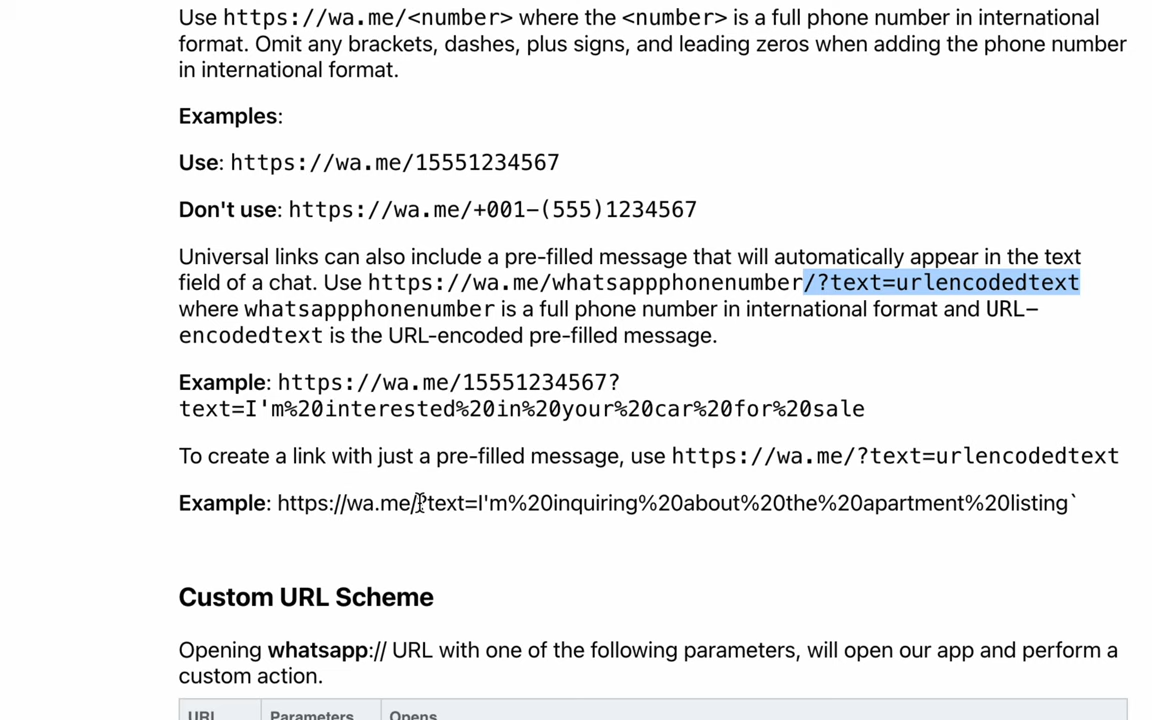 Use https://wa.me/<number> where the <number> is a full phone number in international
format. Omit any brackets, dashes, plus signs, and leading zeros when adding the phone number
in international format.
Examples:
Use: https://wa.me/15551234567
Don't use: https://wa.me/+001-(555)1234567
Universal links can also include a pre-filled message that will automatically appear in the text
field of a chat. Use https://wa.me/whatsappphonenumber/?text=urlencodedtext
where whatsappphonenumber is a full phone number in international format and URL-
encodedtext is the URL-encoded pre-filled message.
Example: https://wa.me/15551234567?
text=I'm%20interested%20in%20your%20car%20for%20sale
To create a link with just a pre-filled message, use https://wa.me/?text=urlencodedtext
Example: https://wa.me/?text=I'm%20inquiring%20about%20the%20apartment%20listing`
Custom URL Scheme
Opening whatsapp:// URL with one of the following parameters, will open our app and perform a
custom action.
URL Parameters Opens